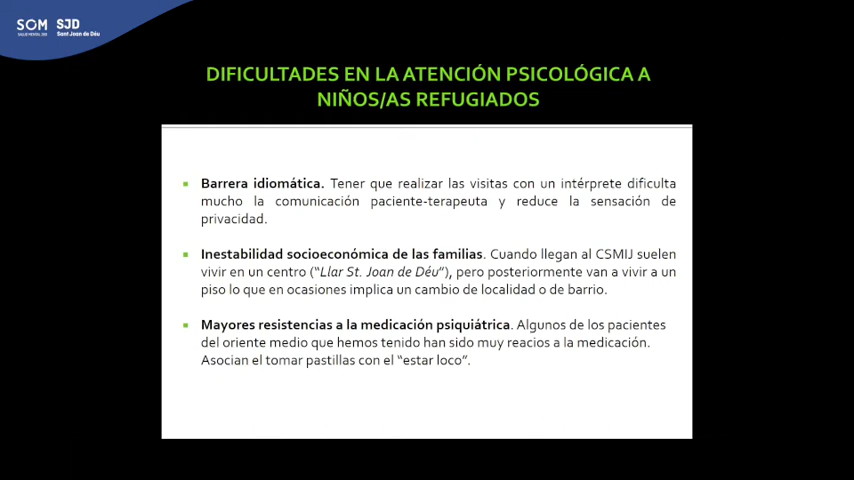 SOM SJD
SALUD MENTAL 360 Sant Joan de Déu
DIFICULTADES EN LA ATENCIÓN PSICOLÓGICA A
NIÑOS/AS REFUGIADOS
Barrera idiomática. Tener que realizar las visitas con un intérprete dificulta
mucho la comunicación paciente-terapeuta y reduce la sensación de
privacidad.
Inestabilidad socioeconómica de las familias. Cuando llegan al CSMIJ suelen
vivir en un centro (“Llar St. Joan de Déu”), pero posteriormente van a vivir a un
piso lo que en ocasiones implica un cambio de localidad o de barrio.
Mayores resistencias a la medicación psiquiátrica. Algunos de los pacientes
del oriente medio que hemos tenido han sido muy reacios a la medicación.
Asocian el tomar pastillas con el “estar loco”.